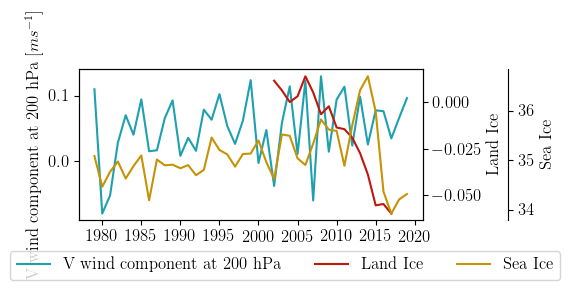 V wind component at 200 hPa [ms⁻¹]
0.1
0.0
0.000
−0.025
−0.050
Land Ice
36
35
34
Sea Ice
1980 1985 1990 1995 2000 2005 2010 2015 2020
V wind component at 200 hPa Land Ice Sea Ice